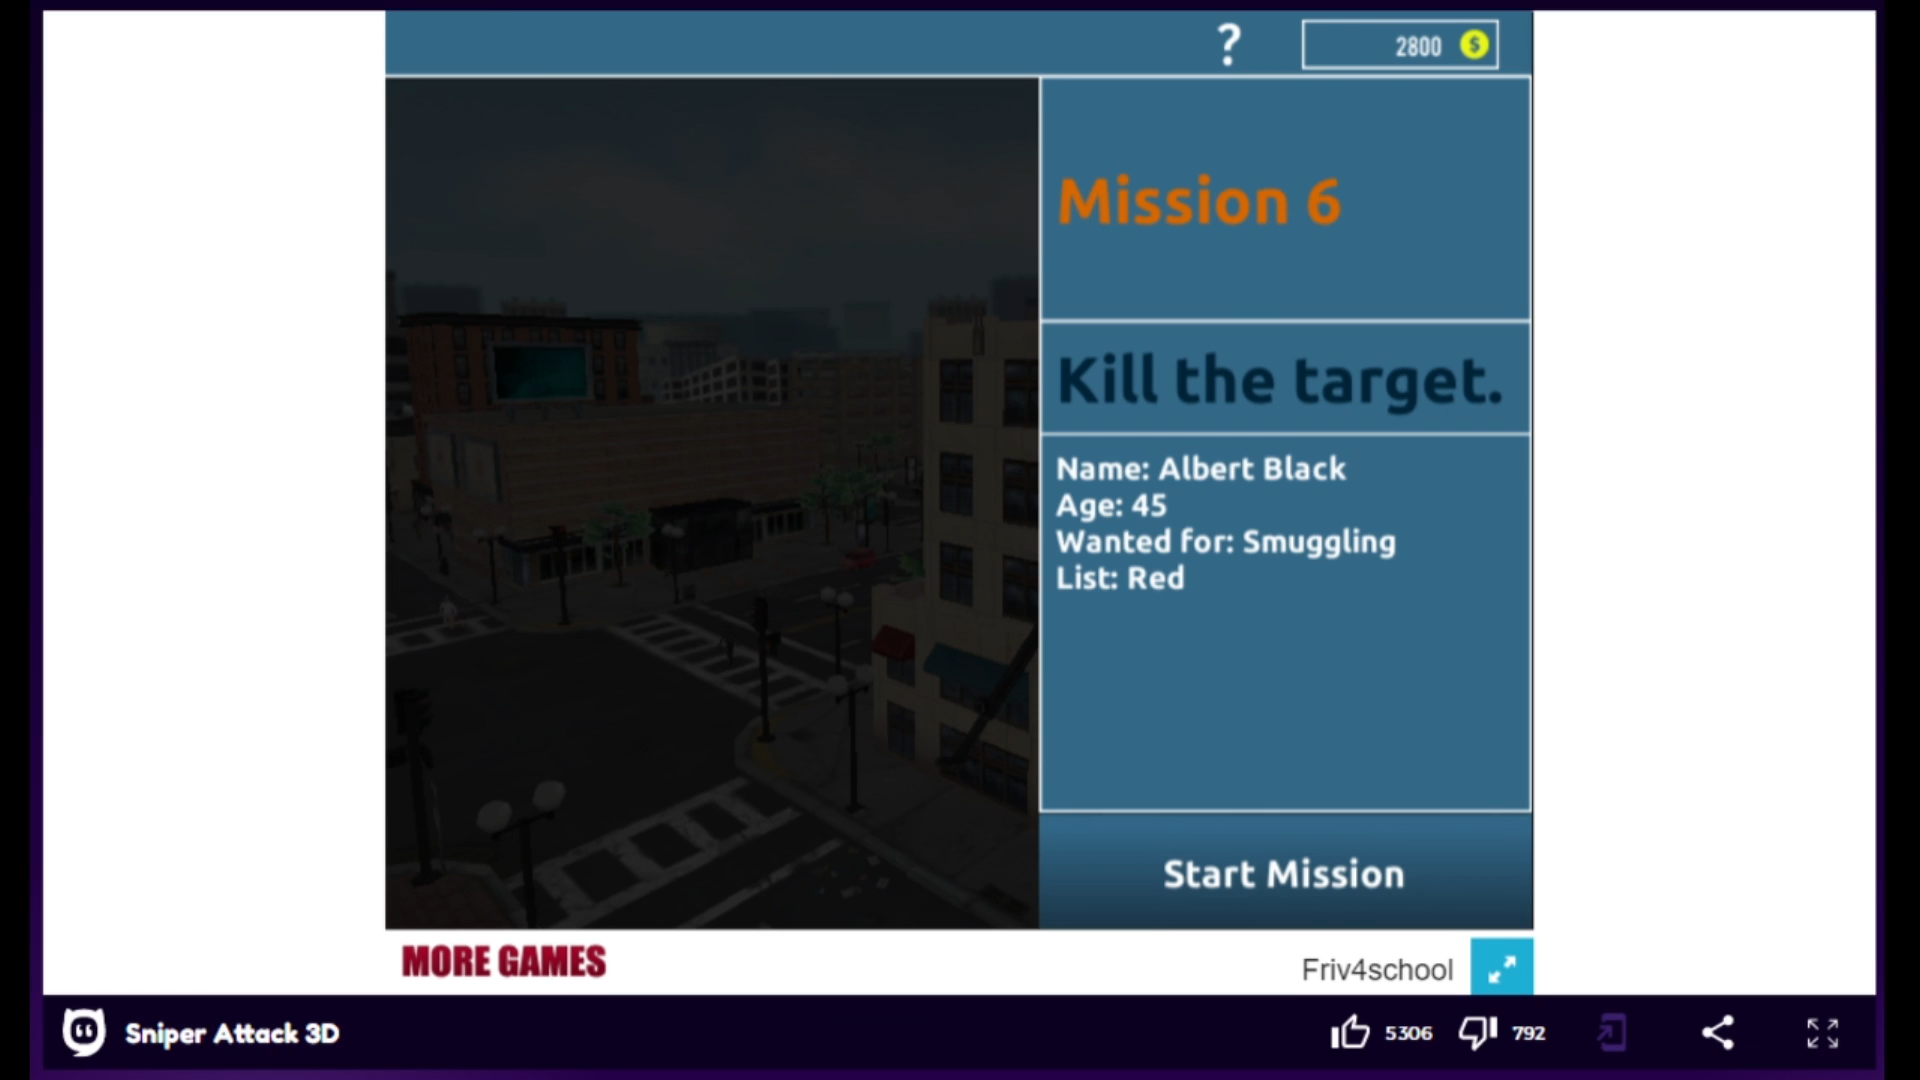 ? 2800 $
Mission 6
Kill the target.
Name: Albert Black
Age: 45
Wanted for: Smuggling
List: Red
Start Mission
MORE GAMES
Friv4school
Sniper Attack 3D
5306
792